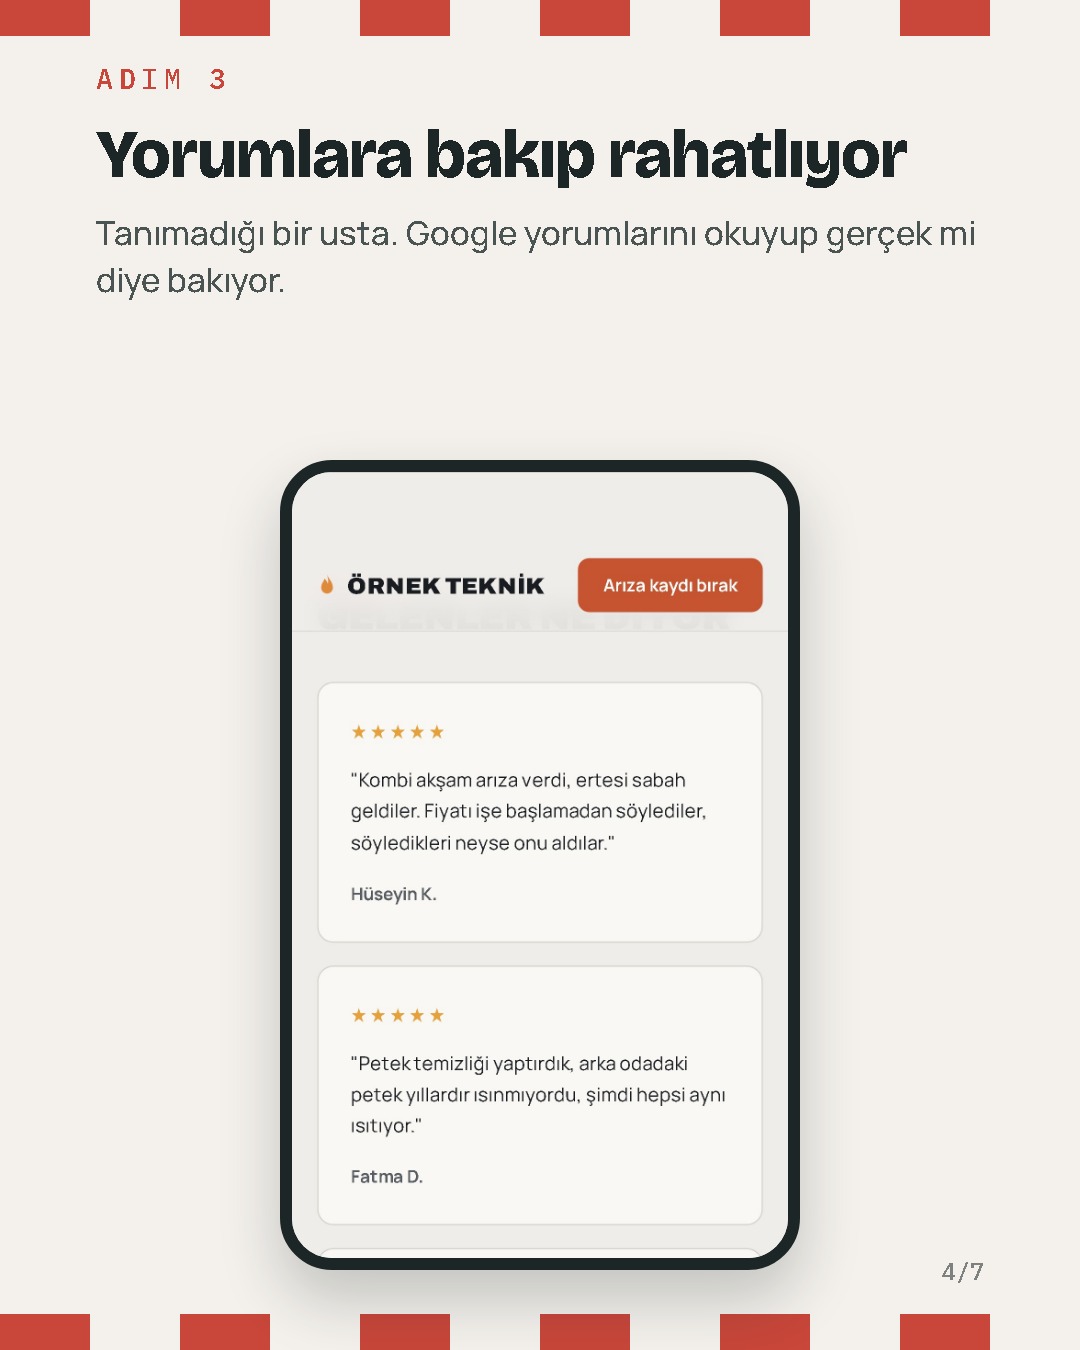 ADIM 3
Yorumlara bakıp rahatlıyor
Tanımadığı bir usta. Google yorumlarını okuyup gerçek mi
diye bakıyor.
ÖRNEK TEKNİK
Arıza kaydı bırak
★★★★★
"Kombi akşam arıza verdi, ertesi sabah
geldiler. Fiyatı işe başlamadan söylediler,
söyledikleri neyse onu aldılar."
Hüseyin K.
★★★★★
"Petek temizliği yaptırdık, arka odadaki
petek yıllardır ısınmıyordu, şimdi hepsi aynı
ısıtıyor."
Fatma D.
4/7